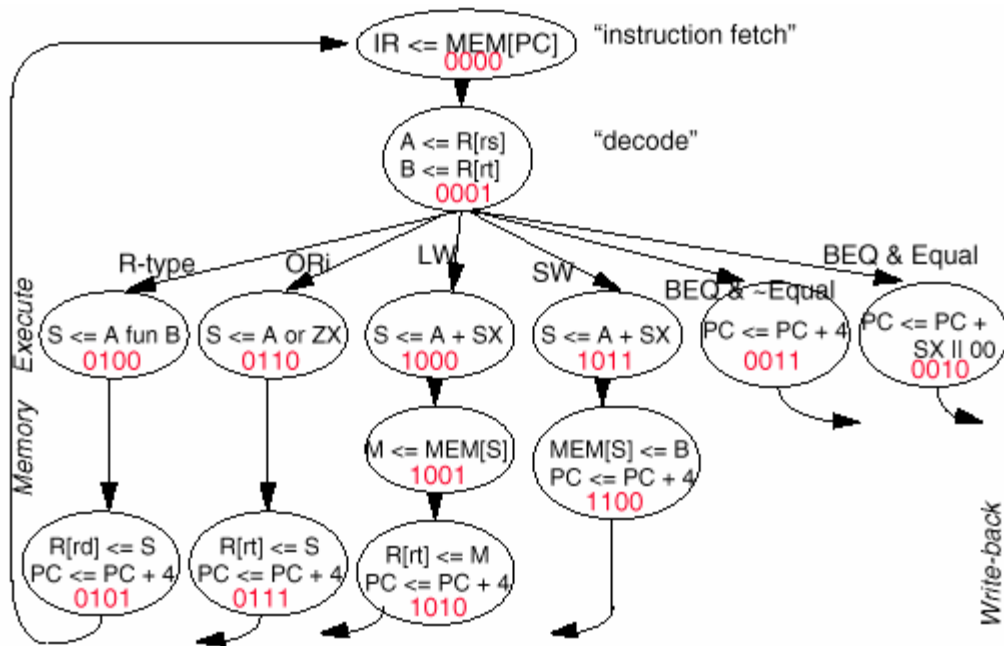 IR <= MEM[PC]
0000
“instruction fetch”
A <= R[rs]
B <= R[rt]
0001
“decode”
R-type
ORi
LW
SW
BEQ & ~Equal
BEQ & Equal
S <= A fun B
0100
S <= A or ZX
0110
S <= A + SX
1000
S <= A + SX
1011
PC <= PC + 4
0011
PC <= PC +
SX || 00
0010
Execute
Memory
M <= MEM[S]
1001
MEM[S] <= B
PC <= PC + 4
1100
R[rd] <= S
PC <= PC + 4
0101
R[rt] <= S
PC <= PC + 4
0111
R[rt] <= M
PC <= PC + 4
1010
Write-back